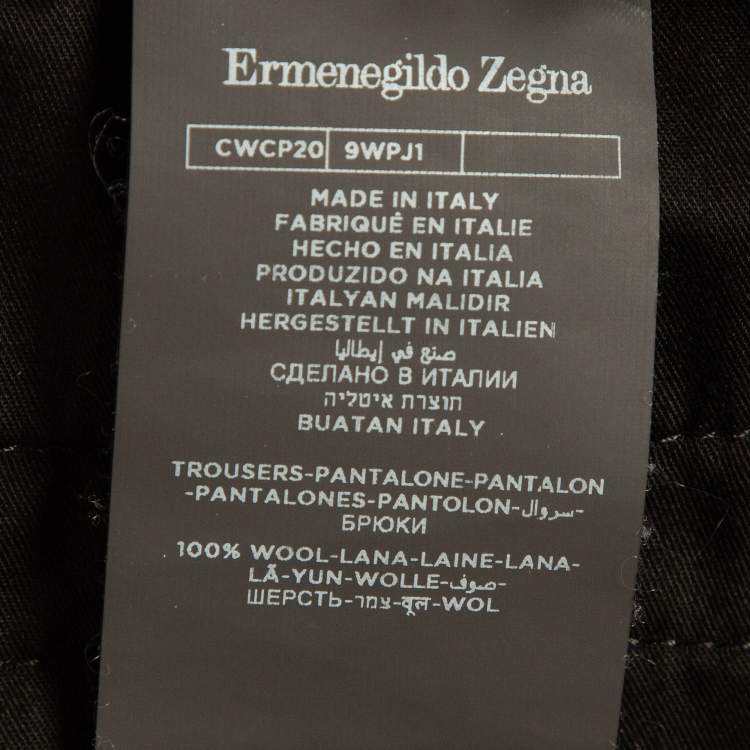 Ermenegildo Zegna
CWCP20 9WPJ1
MADE IN ITALY
FABRIQUÊ EN ITALIE
HECHO EN ITALIA
PRODUZIDO NA ITALIA
ITALYAN MALIDIR
HERGESTELLT IN ITALIEN
صنع في إيطاليا
СДЕЛАНО В ИТАЛИИ
תוצרת איטליה
BUATAN ITALY
TROUSERS-PANTALONE-PANTALON
-PANTALONES-PANTOLON-سروال-
БРЮКИ
100% WOOL-LANA-LAINE-LANA-
LÃ-YUN-WOLLE-صوف-
ШЕРСТЬ-צמר-वूल-WOL